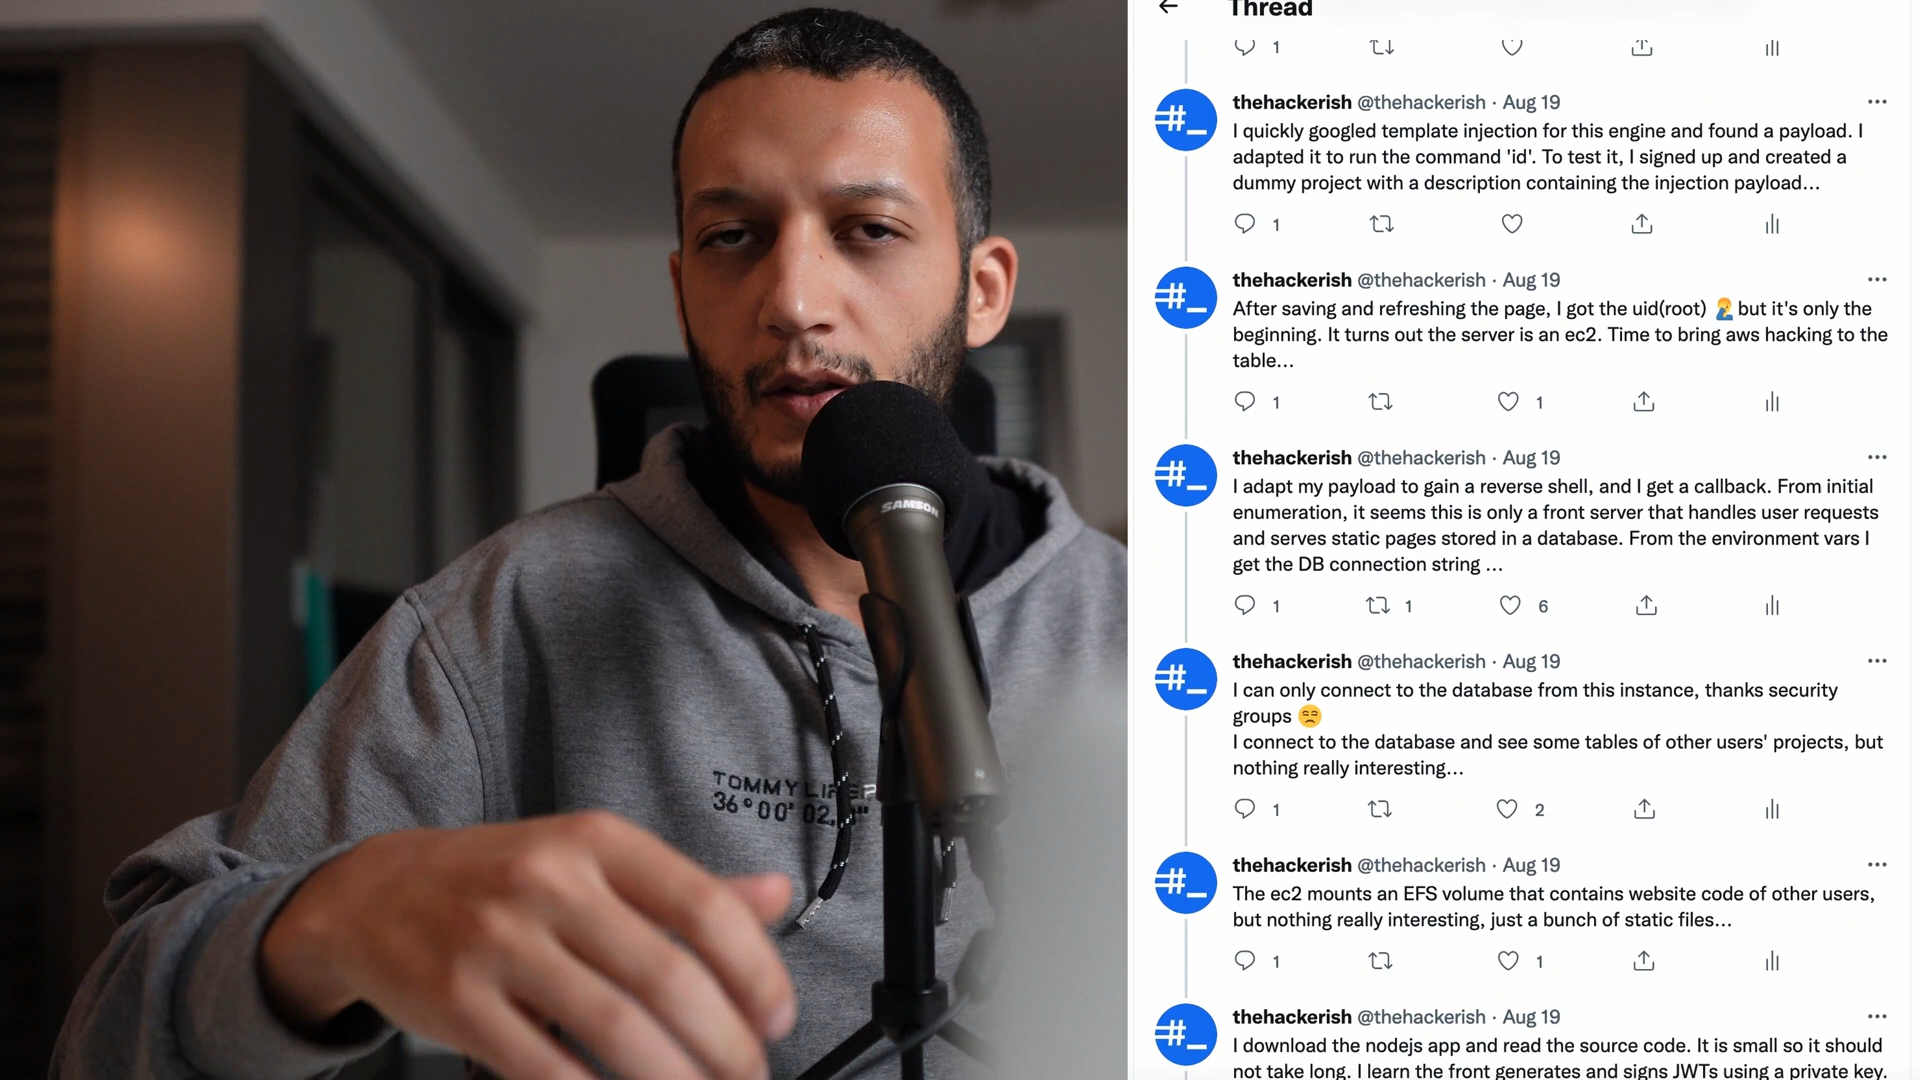 Thread
1
thehackerish @thehackerish · Aug 19
I quickly googled template injection for this engine and found a payload. I
adapted it to run the command 'id'. To test it, I signed up and created a
dummy project with a description containing the injection payload...
1
thehackerish @thehackerish · Aug 19
After saving and refreshing the page, I got the uid(root) 🤦‍♂️ but it's only the
beginning. It turns out the server is an ec2. Time to bring aws hacking to the
table...
1 1
thehackerish @thehackerish · Aug 19
I adapt my payload to gain a reverse shell, and I get a callback. From initial
enumeration, it seems this is only a front server that handles user requests
and serves static pages stored in a database. From the environment vars I
get the DB connection string ...
1 1 6
thehackerish @thehackerish · Aug 19
I can only connect to the database from this instance, thanks security
groups 😒
I connect to the database and see some tables of other users' projects, but
nothing really interesting...
1 2
thehackerish @thehackerish · Aug 19
The ec2 mounts an EFS volume that contains website code of other users,
but nothing really interesting, just a bunch of static files...
1 1
thehackerish @thehackerish · Aug 19
I download the nodejs app and read the source code. It is small so it should
not take long. I learn the front generates and signs JWTs using a private key.
SAMSON
TOMMY LIFE
36°00' 02